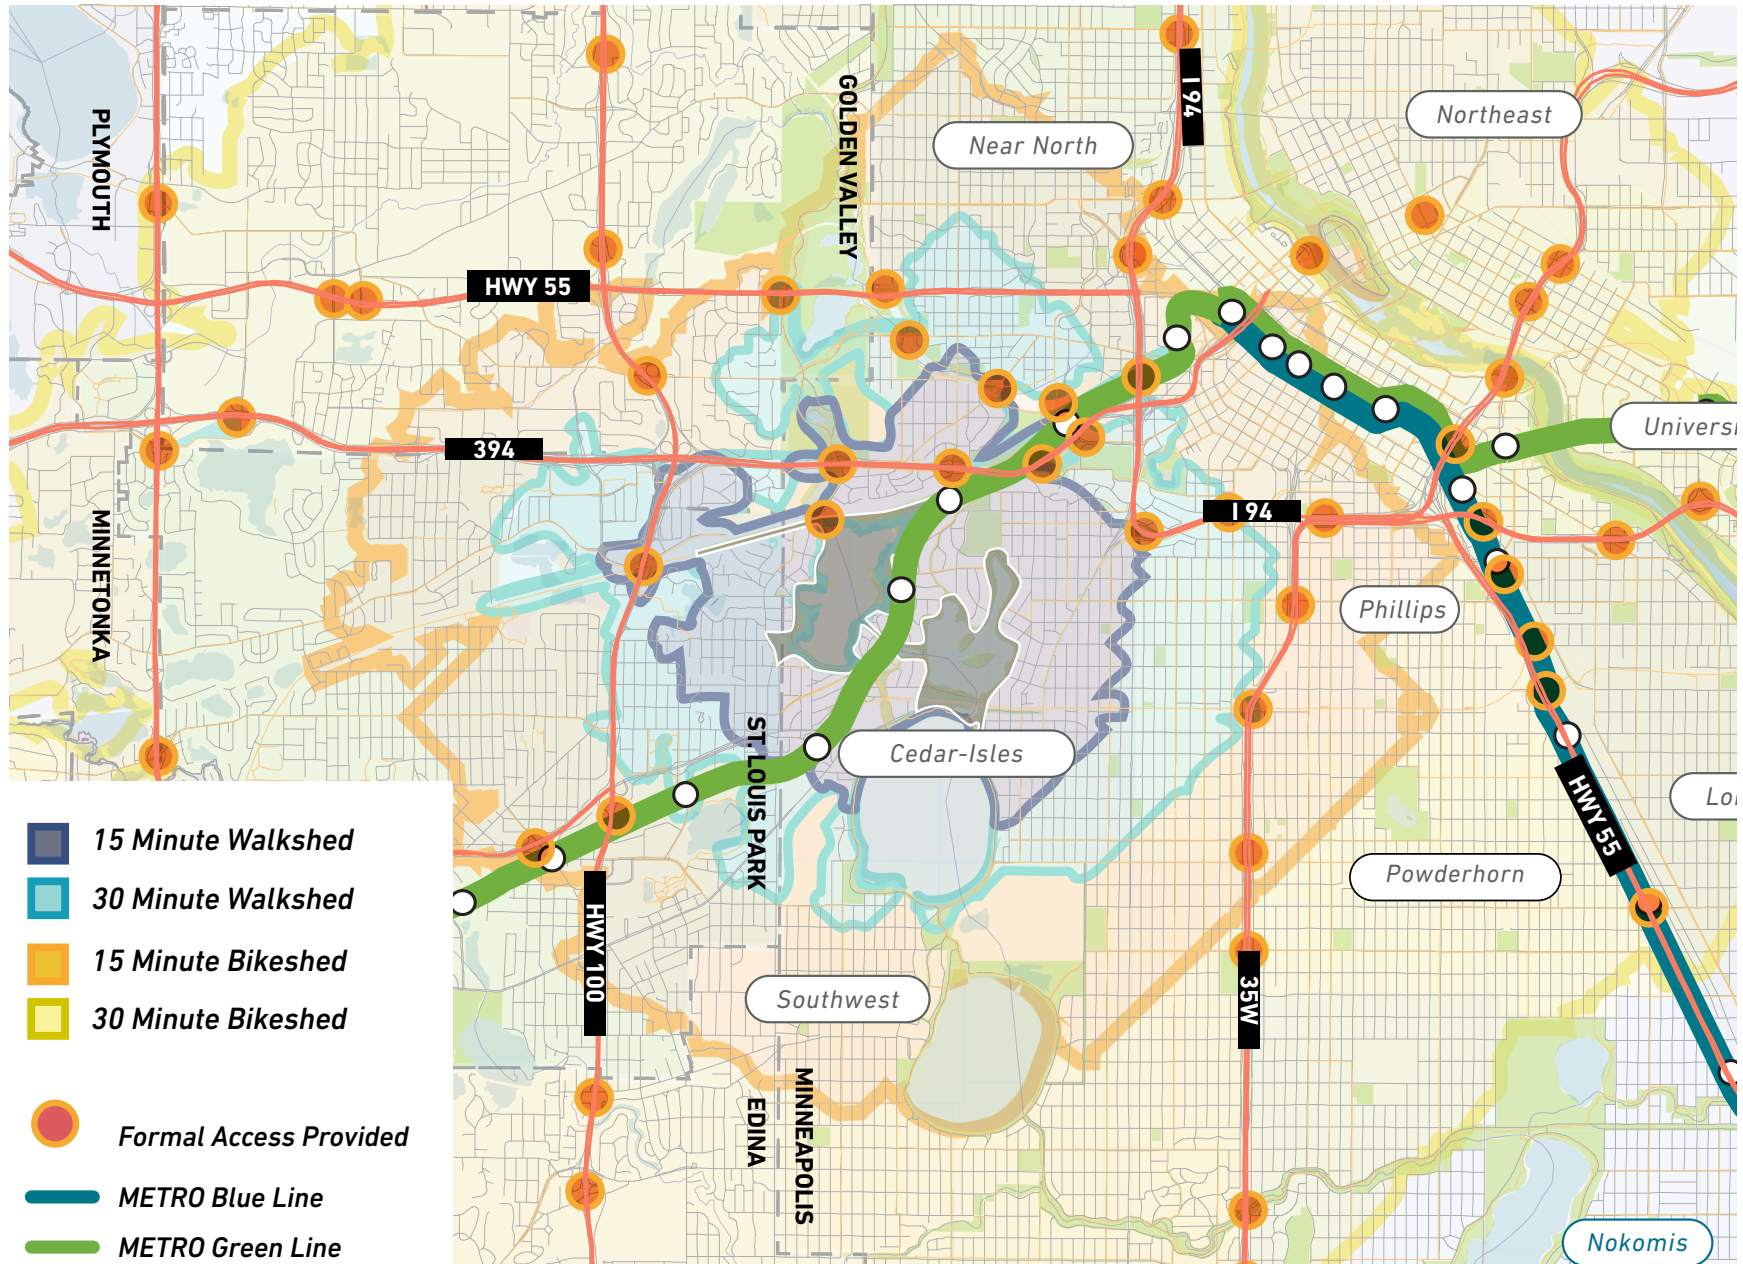 PLYMOUTH
GOLDEN VALLEY
I 94
Near North
Northeast
HWY 55
394
Universi
MINNETONKA
I 94
Phillips
ST. LOUIS PARK
Cedar-Isles
HWY 55
Lo
Powderhorn
HWY 100
Southwest
35W
EDINA
MINNEAPOLIS
Nokomis
15 Minute Walkshed
30 Minute Walkshed
15 Minute Bikeshed
30 Minute Bikeshed
Formal Access Provided
METRO Blue Line
METRO Green Line